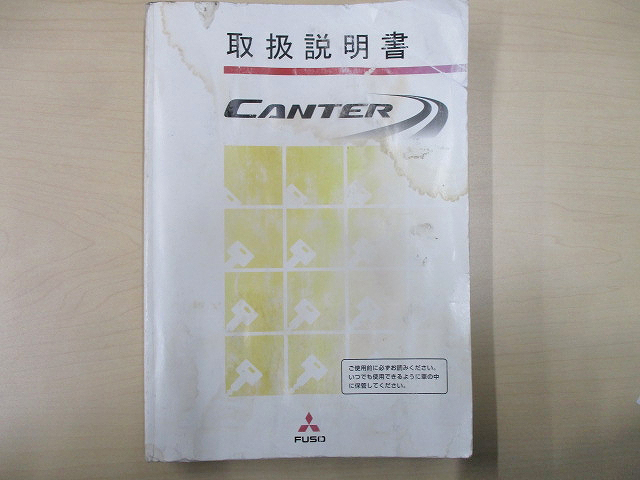 取扱説明書
CANTER
ご使用前に必ずお読みください。
いつでも使用できるように車の中
に保管してください。
FUSO